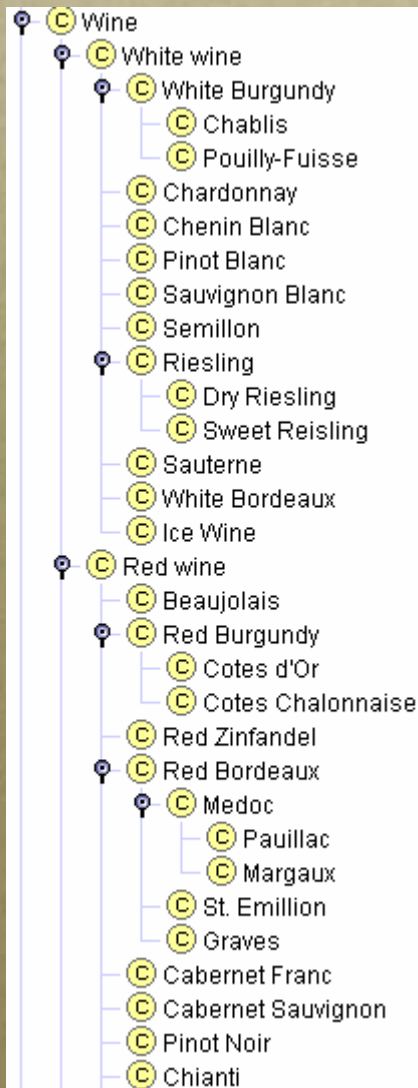 C Wine
C White wine
C White Burgundy
C Chablis
C Pouilly-Fuisse
C Chardonnay
C Chenin Blanc
C Pinot Blanc
C Sauvignon Blanc
C Semillon
C Riesling
C Dry Riesling
C Sweet Reisling
C Sauterne
C White Bordeaux
C Ice Wine
C Red wine
C Beaujolais
C Red Burgundy
C Cotes d'Or
C Cotes Chalonnaise
C Red Zinfandel
C Red Bordeaux
C Medoc
C Pauillac
C Margaux
C St. Emillion
C Graves
C Cabernet Franc
C Cabernet Sauvignon
C Pinot Noir
C Chianti